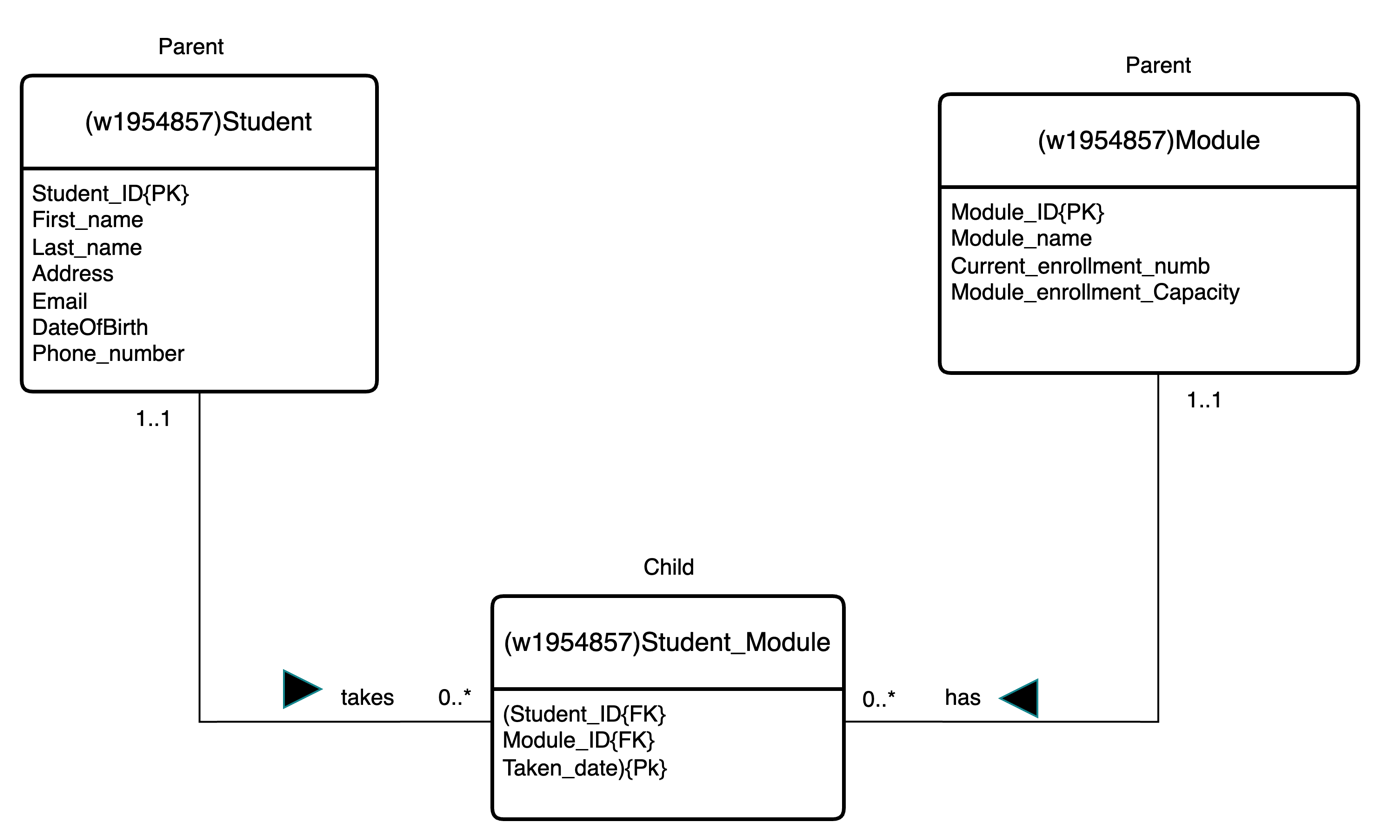 Parent
(w1954857)Student
Student_ID{PK}
First_name
Last_name
Address
Email
DateOfBirth
Phone_number
1..1
Parent
(w1954857)Module
Module_ID{PK}
Module_name
Current_enrollment_numb
Module_enrollment_Capacity
1..1
Child
(w1954857)Student_Module
(Student_ID{FK}
Module_ID{FK}
Taken_date){Pk}
takes 0..*
0..* has